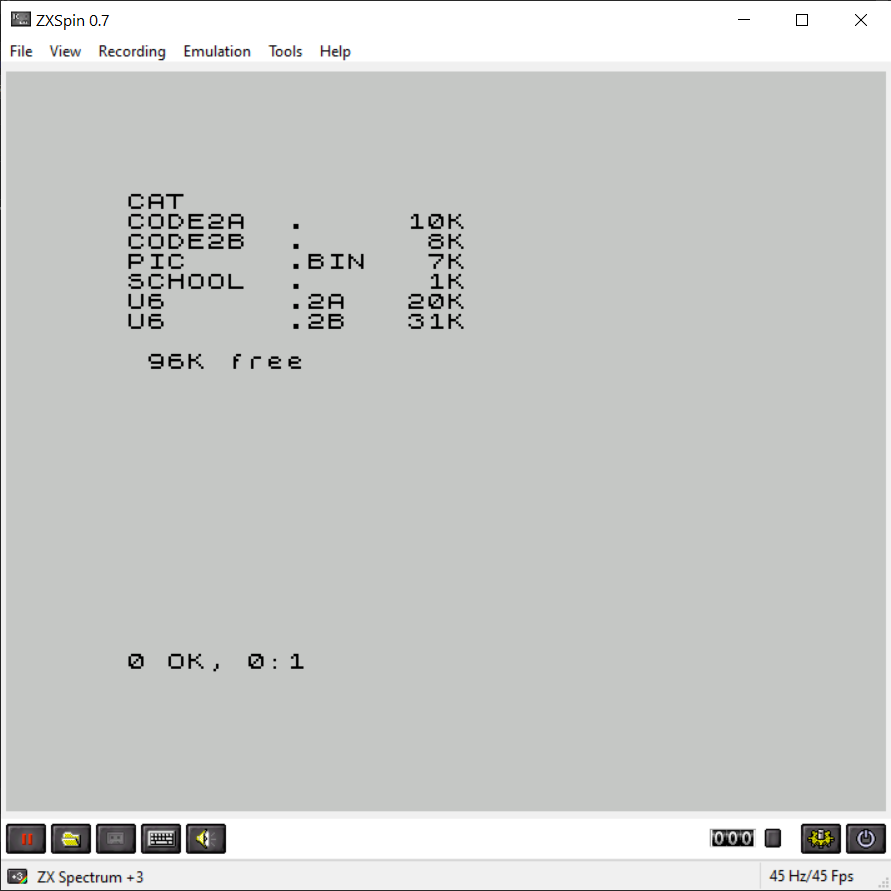 ZXSpin 0.7
File View Recording Emulation Tools Help
CAT
CODE2A . 10K
CODE2B . 8K
PIC .BIN 7K
SCHOOL . 1K
U6 .2A 20K
U6 .2B 31K
96K free
0 OK, 0:1
000
+3 ZX Spectrum +3 45 Hz/45 Fps